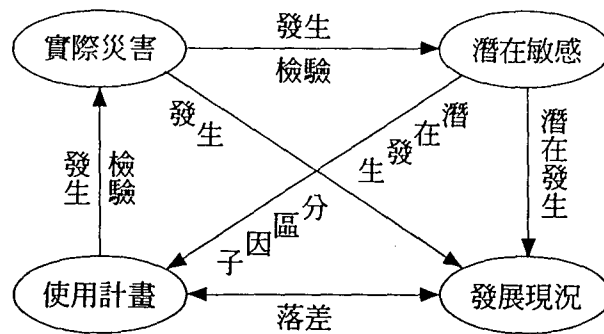 實際災害
發生
檢驗
潛在敏感
發生
潛在發生
潛在發生
發生
檢驗
分區因子
使用計畫
落差
發展現況